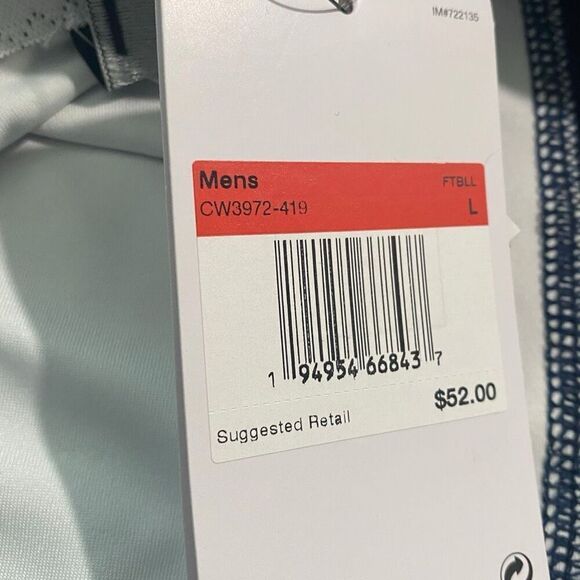 IM#722135
Mens FTBLL
CW3972-419 L
1 94954 66843 7
$52.00
Suggested Retail